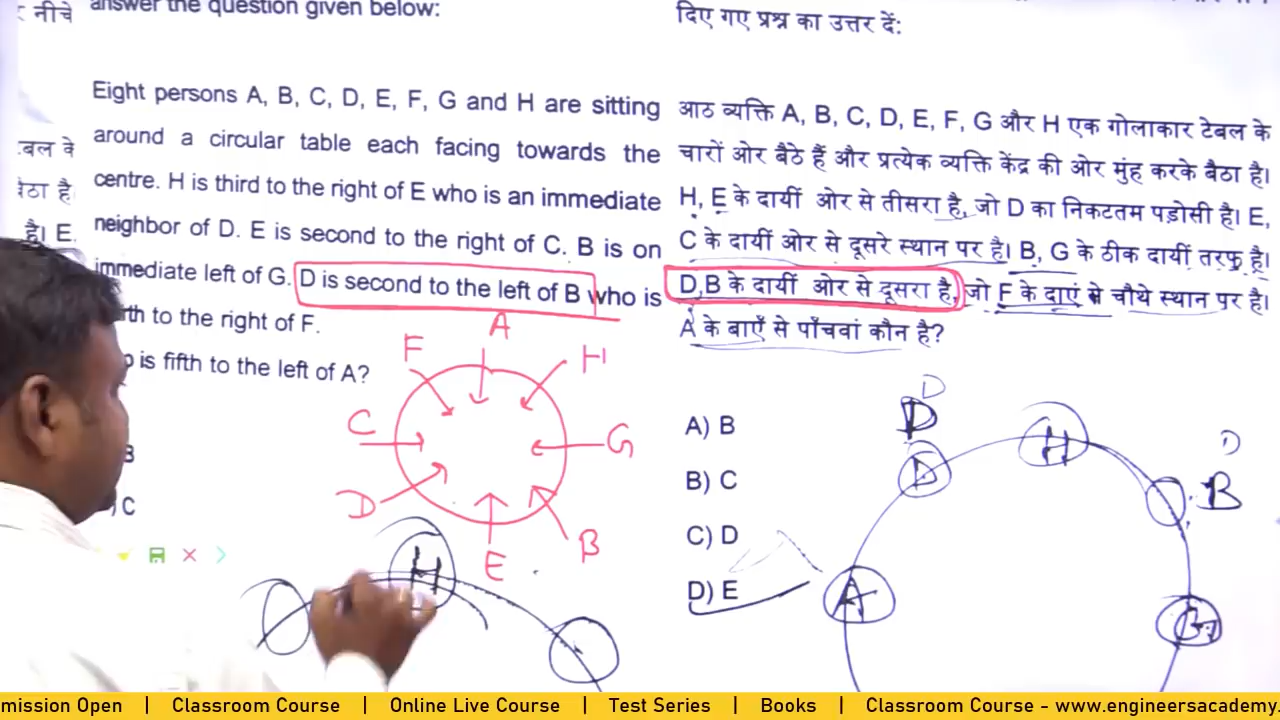 answer the question given below:
Eight persons A, B, C, D, E, F, G and H are sitting
around a circular table each facing towards the
centre. H is third to the right of E who is an immediate
neighbor of D. E is second to the right of C. B is on
immediate left of G. D is second to the left of B who is
rth to the right of F.
is fifth to the left of A?
B
C
र नीचे
बल वे
ठा है
है। E.
दिए गए प्रश्न का उत्तर दें:
आठ व्यक्ति A, B, C, D, E, F, G और H एक गोलाकार टेबल के
चारों ओर बैठे हैं और प्रत्येक व्यक्ति केंद्र की ओर मुंह करके बैठा है।
H, E के दायीं ओर से तीसरा है, जो D का निकटतम पड़ोसी है। E,
C के दायीं ओर से दूसरे स्थान पर है। B, G के ठीक दायीं तरफ है।
D,B के दायीं ओर से दूसरा है, जो F के दाएं से चौथे स्थान पर है।
A के बाएँ से पाँचवां कौन है?
A) B
B) C
C) D
D) E
A
F
H
C
G
D
B
E
H
D
D
D
H
D
B
A
G
mission Open | Classroom Course | Online Live Course | Test Series | Books | Classroom Course - www.engineersacademy.